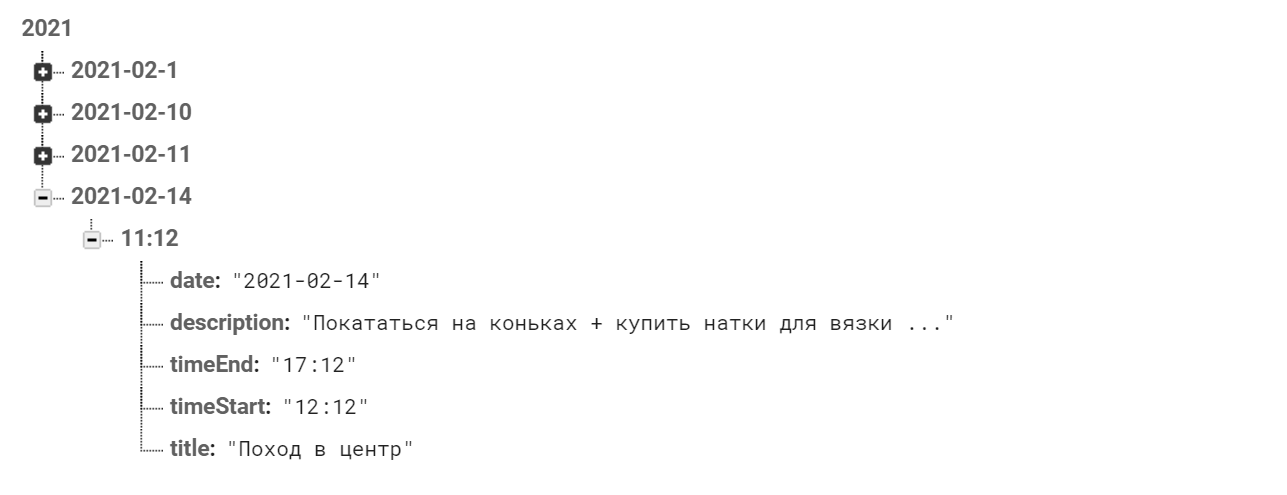 2021
2021-02-1
2021-02-10
2021-02-11
2021-02-14
11:12
date: "2021-02-14"
description: "Покататься на коньках + купить натки для вязки ..."
timeEnd: "17:12"
timeStart: "12:12"
title: "Поход в центр"